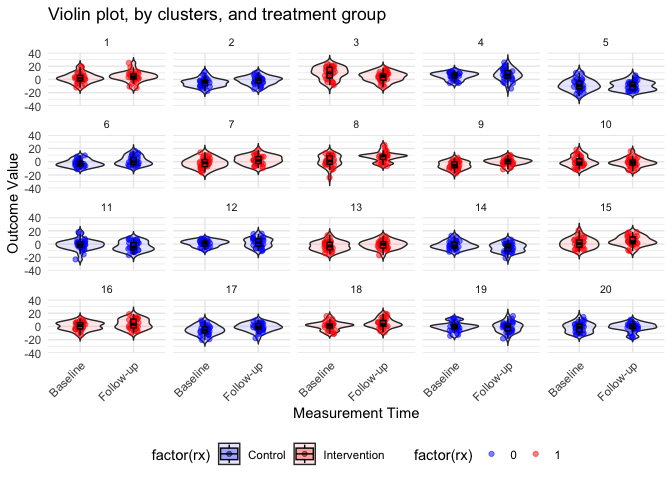 Violin plot, by clusters, and treatment group
1 2 3 4 5
40
20
0
-20
-40
6 7 8 9 10
40
20
0
-20
-40
11 12 13 14 15
40
20
0
-20
-40
16 17 18 19 20
40
20
0
-20
-40
Outcome Value
Baseline Follow-up Baseline Follow-up Baseline Follow-up Baseline Follow-up Baseline Follow-up
Measurement Time
factor(rx) Control Intervention factor(rx) 0 1